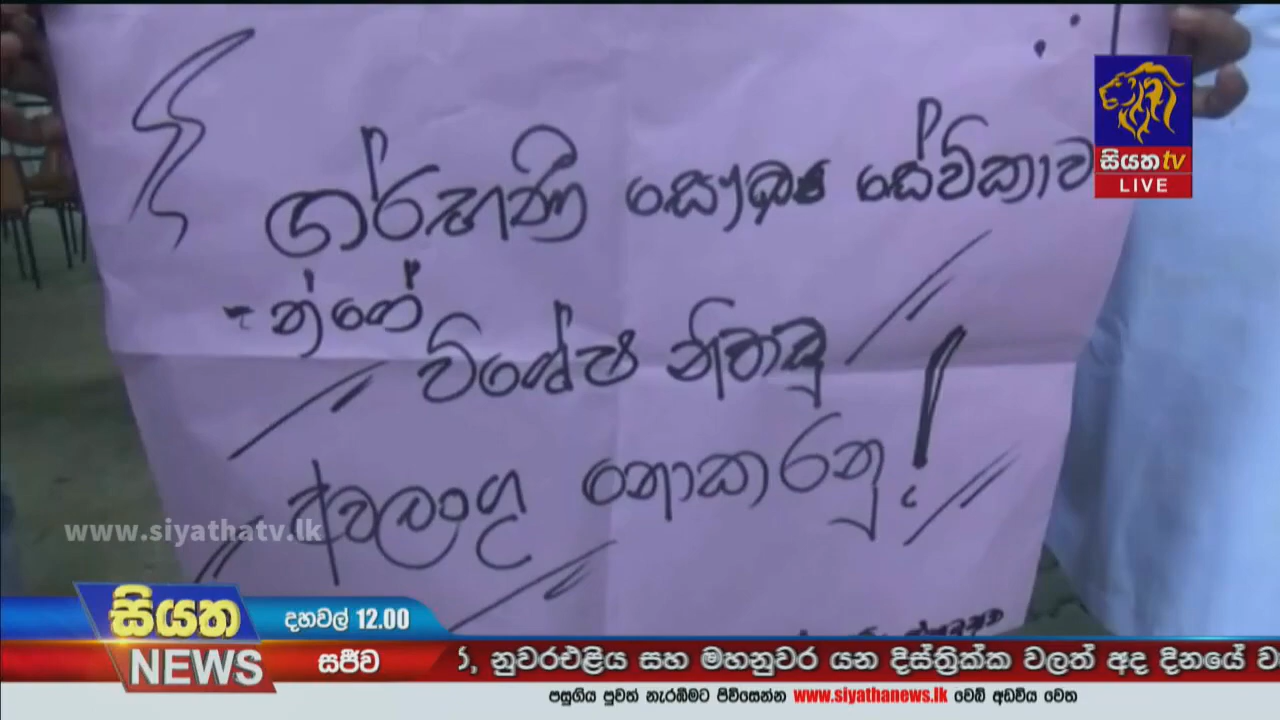 සියත tv
LIVE
ගර්භණී සෞඛ්‍ය සේවිකාව
- න්ගේ
විශේෂ නිවාඩු
අවලංගු නොකරනු!
www.siyathatv.lk
සියත දහවල් 12.00
NEWS සජීව , නුවරඑළිය සහ මහනුවර යන දිස්ත්‍රික්ක වලත් අද දිනයේ ව
පසුගිය පුවත් නැරඹීමට පිවිසෙන්න www.siyathanews.lk වෙබ් අඩවිය වෙත